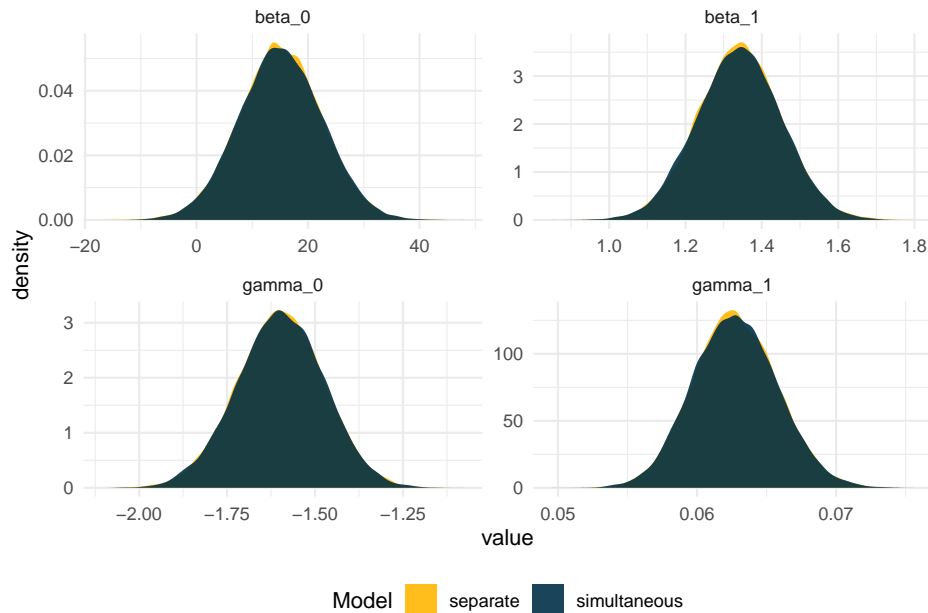 beta_0 beta_1
0.04
0.02
0.00
−20 0 20 40
3
2
1
0
1.0 1.2 1.4 1.6 1.8
density
gamma_0 gamma_1
3
2
1
0
−2.00 −1.75 −1.50 −1.25
100
50
0
0.05 0.06 0.07
value
Model separate simultaneous